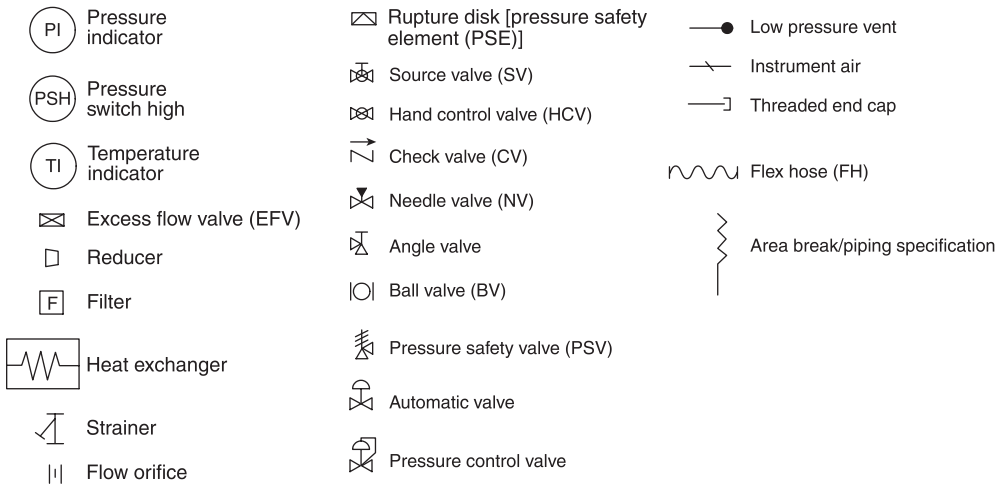 PI
Pressure
indicator
PSH
Pressure
switch high
TI
Temperature
indicator
Excess flow valve (EFV)
Reducer
F
Filter
Heat exchanger
Strainer
Flow orifice
Rupture disk [pressure safety
element (PSE)]
Source valve (SV)
Hand control valve (HCV)
Check valve (CV)
Needle valve (NV)
Angle valve
Ball valve (BV)
Pressure safety valve (PSV)
Automatic valve
Pressure control valve
Low pressure vent
Instrument air
Threaded end cap
Flex hose (FH)
Area break/piping specification